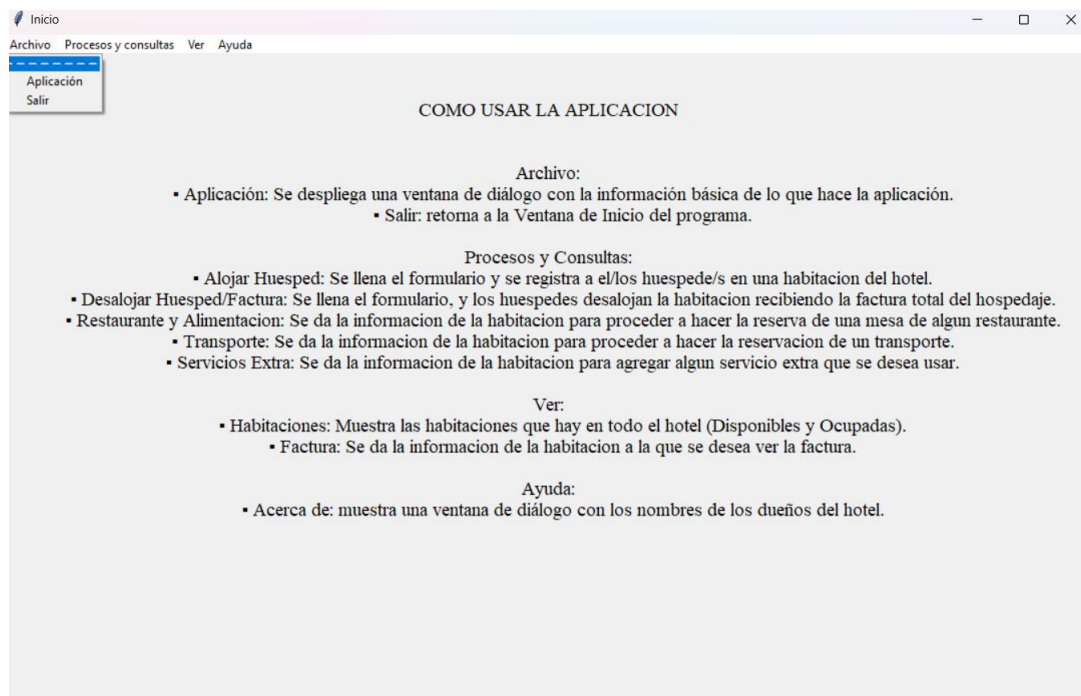 Inicio
Archivo Procesos y consultas Ver Ayuda
Aplicación
Salir
COMO USAR LA APLICACION
Archivo:
▪ Aplicación: Se despliega una ventana de diálogo con la información básica de lo que hace la aplicación.
▪ Salir: retorna a la Ventana de Inicio del programa.
Procesos y Consultas:
▪ Alojar Huesped: Se llena el formulario y se registra a el/los huespede/s en una habitacion del hotel.
▪ Desalojar Huesped/Factura: Se llena el formulario, y los huespedes desalojan la habitacion recibiendo la factura total del hospedaje.
▪ Restaurante y Alimentacion: Se da la informacion de la habitacion para proceder a hacer la reserva de una mesa de algun restaurante.
▪ Transporte: Se da la informacion de la habitacion para proceder a hacer la reservacion de un transporte.
▪ Servicios Extra: Se da la informacion de la habitacion para agregar algun servicio extra que se desea usar.
Ver:
▪ Habitaciones: Muestra las habitaciones que hay en todo el hotel (Disponibles y Ocupadas).
▪ Factura: Se da la informacion de la habitacion a la que se desea ver la factura.
Ayuda:
▪ Acerca de: muestra una ventana de diálogo con los nombres de los dueños del hotel.